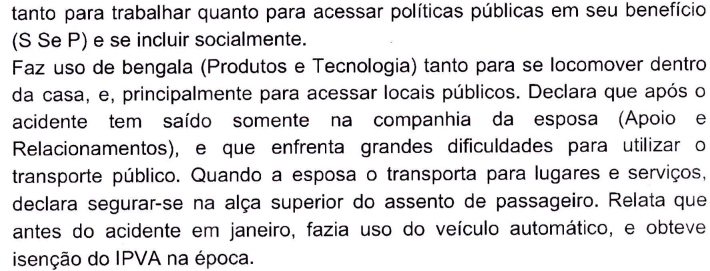 tanto para trabalhar quanto para acessar políticas públicas em seu benefício
(S Se P) e se incluir socialmente.
Faz uso de bengala (Produtos e Tecnologia) tanto para se locomover dentro
da casa, e, principalmente para acessar locais públicos. Declara que após o
acidente tem saído somente na companhia da esposa (Apoio e
Relacionamentos), e que enfrenta grandes dificuldades para utilizar o
transporte público. Quando a esposa o transporta para lugares e serviços,
declara segurar-se na alça superior do assento de passageiro. Relata que
antes do acidente em janeiro, fazia uso do veículo automático, e obteve
isenção do IPVA na época.